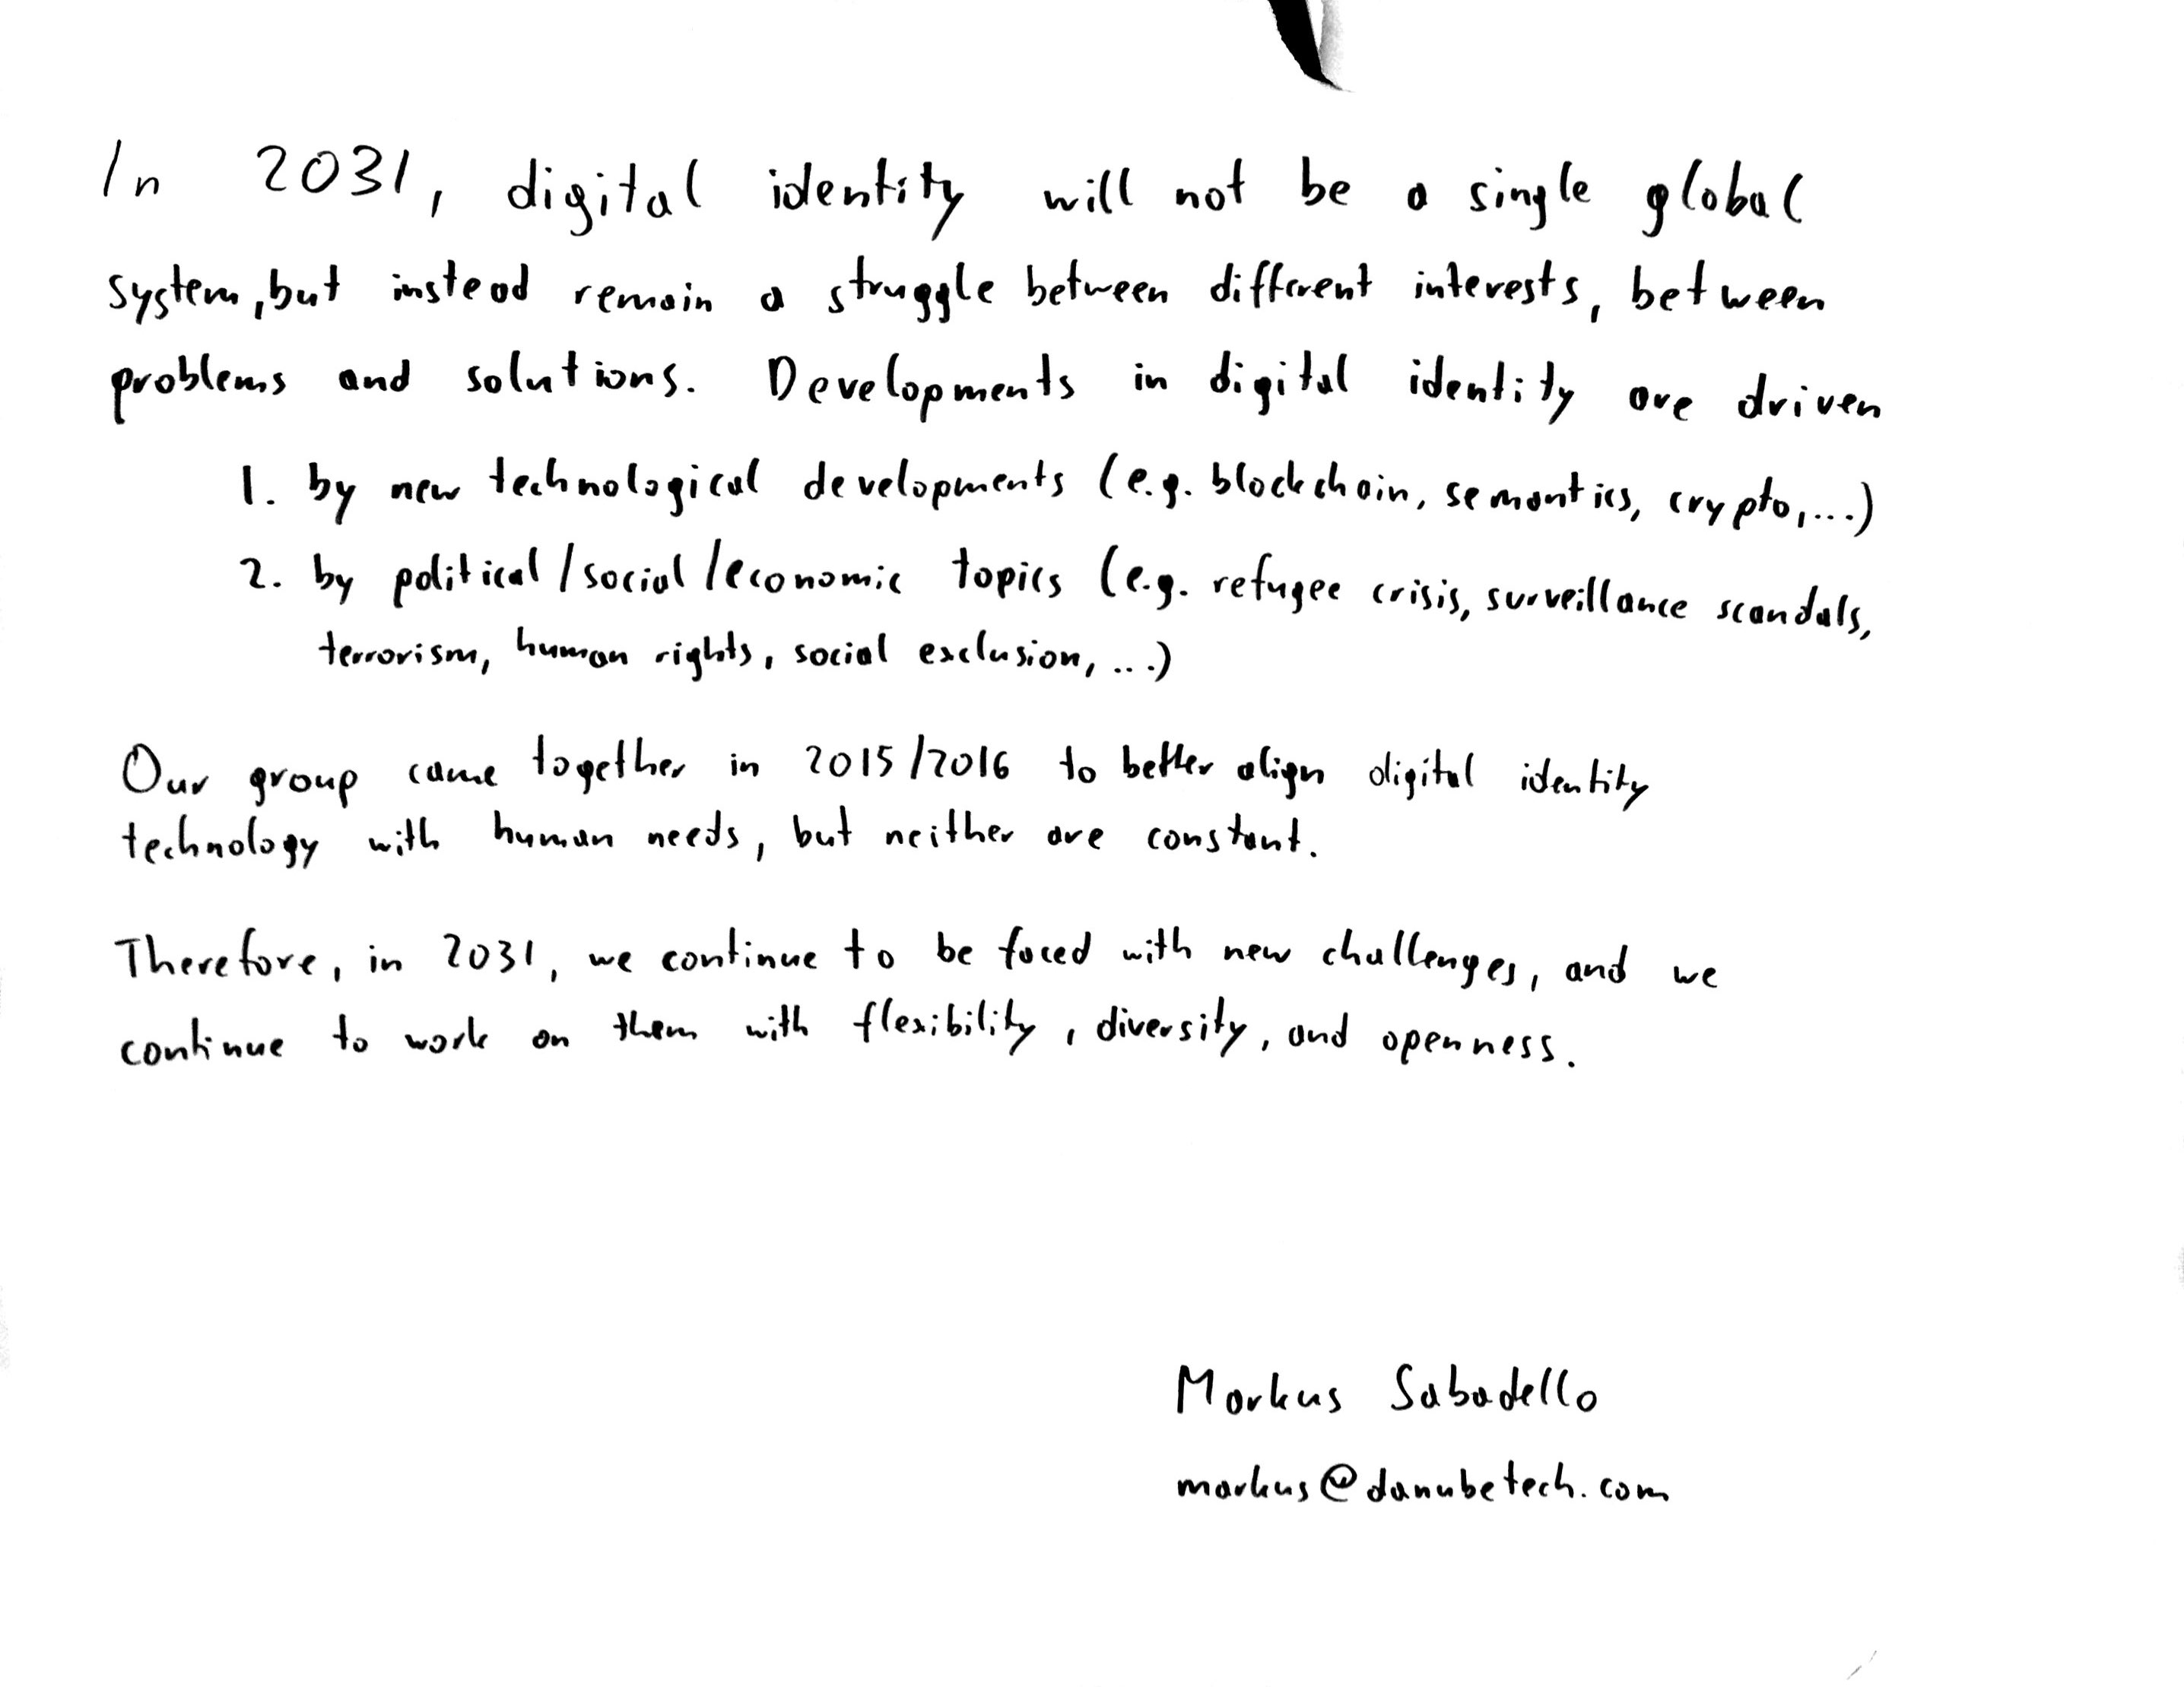 In 2031, digital identity will not be a single global
system, but instead remain a struggle between different interests, between
problems and solutions. Developments in digital identity are driven
1. by new technological developments (e.g. blockchain, semantics, crypto, ...)
2. by political/social/economic topics (e.g. refugee crisis, surveillance scandals,
terrorism, human rights, social exclusion, ...)
Our group came together in 2015/2016 to better align digital identity
technology with human needs, but neither are constant.
Therefore, in 2031, we continue to be faced with new challenges, and we
continue to work on them with flexibility, diversity, and openness.
Markus Sabadello
markus@danubetech.com